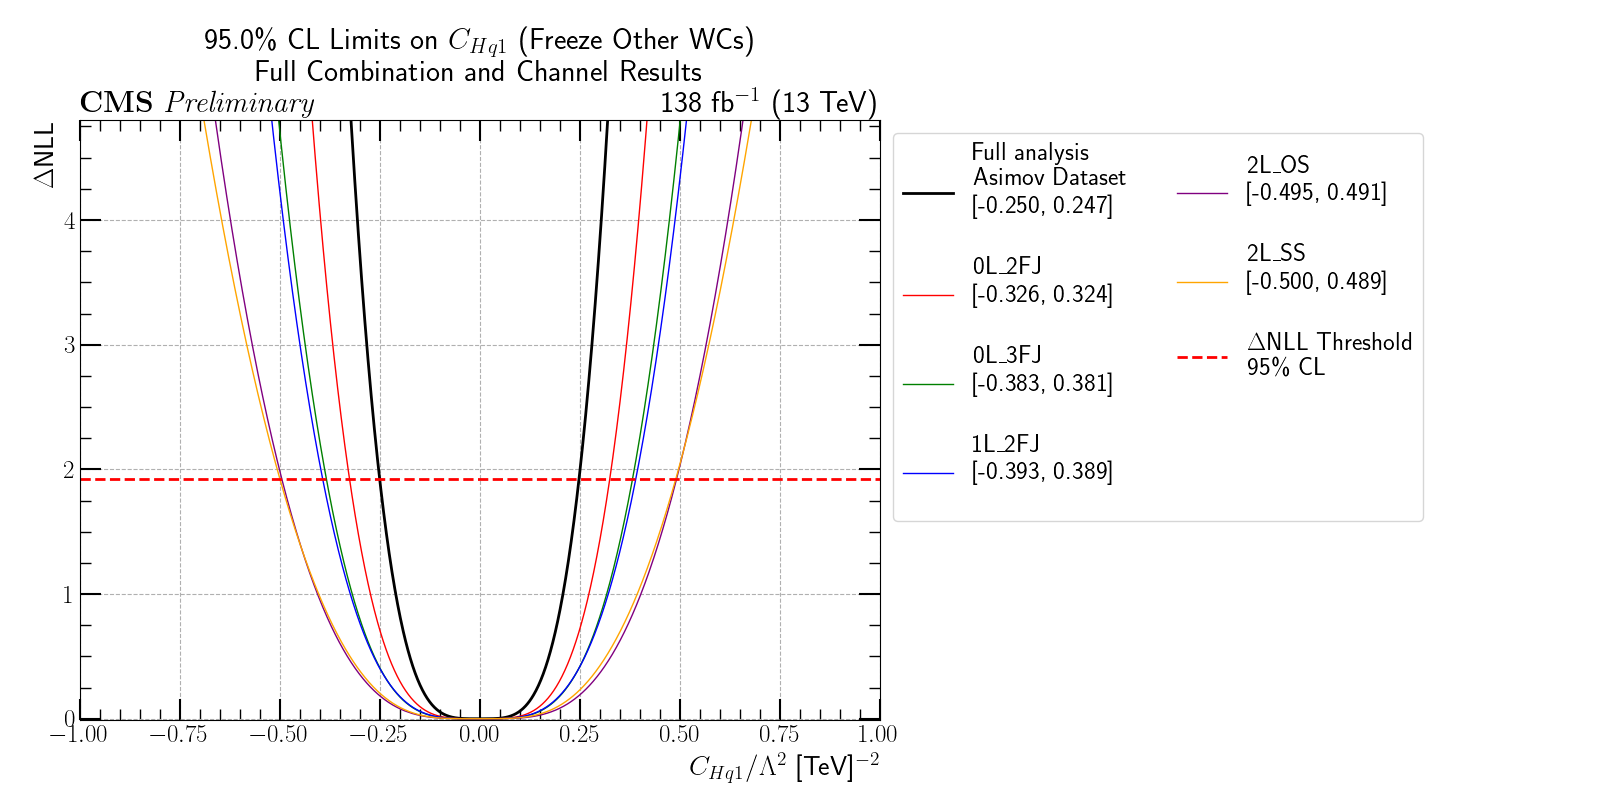 95.0% CL Limits on C_{Hq1} (Freeze Other WCs)
Full Combination and Channel Results
CMS Preliminary
138 fb^{-1} (13 TeV)
ΔNLL
4
3
2
1
0
−1.00
−0.75
−0.50
−0.25
0.00
0.25
0.50
0.75
1.00
C_{Hq1}/Λ^2 [TeV]^{-2}
Full analysis
Asimov Dataset
[-0.250, 0.247]
0L_2FJ
[-0.326, 0.324]
0L_3FJ
[-0.383, 0.381]
1L_2FJ
[-0.393, 0.389]
2L_OS
[-0.495, 0.491]
2L_SS
[-0.500, 0.489]
ΔNLL Threshold
95% CL